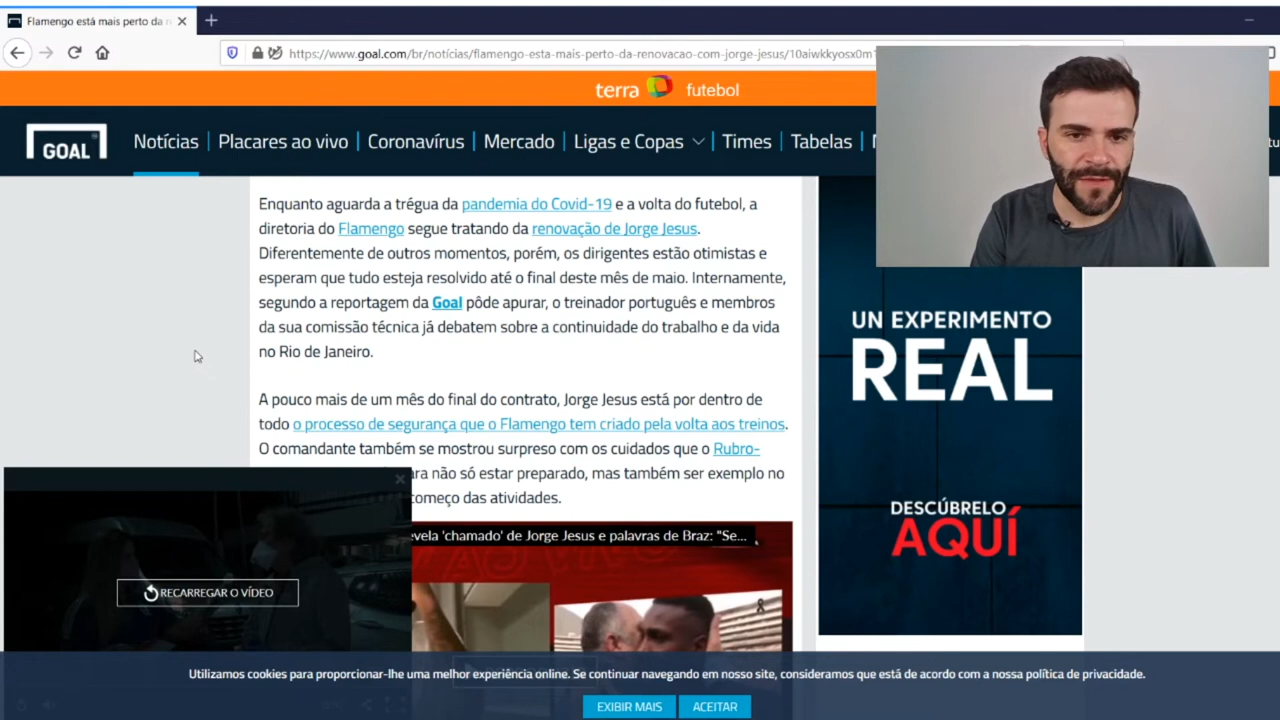 Flamengo está mais perto da r
https://www.goal.com/br/notícias/flamengo-esta-mais-perto-da-renovacao-com-jorge-jesus/10aiwkkyosx0m1
terra futebol
GOAL
Notícias | Placares ao vivo | Coronavírus | Mercado | Ligas e Copas | Times | Tabelas |
Enquanto aguarda a trégua da pandemia do Covid-19 e a volta do futebol, a
diretoria do Flamengo segue tratando da renovação de Jorge Jesus.
Diferentemente de outros momentos, porém, os dirigentes estão otimistas e
esperam que tudo esteja resolvido até o final deste mês de maio. Internamente,
segundo a reportagem da Goal pôde apurar, o treinador português e membros
da sua comissão técnica já debatem sobre a continuidade do trabalho e da vida
no Rio de Janeiro.
A pouco mais de um mês do final do contrato, Jorge Jesus está por dentro de
todo o processo de segurança que o Flamengo tem criado pela volta aos treinos.
O comandante também se mostrou surpreso com os cuidados que o Rubro-
ara não só estar preparado, mas também ser exemplo no
começo das atividades.
evela 'chamado' de Jorge Jesus e palavras de Braz: "Se...
RECARREGAR O VÍDEO
UN EXPERIMENTO
REAL
DESCÚBRELO
AQUÍ
Utilizamos cookies para proporcionar-lhe uma melhor experiência online. Se continuar navegando em nosso site, consideramos que está de acordo com a nossa política de privacidade.
EXIBIR MAIS
ACEITAR